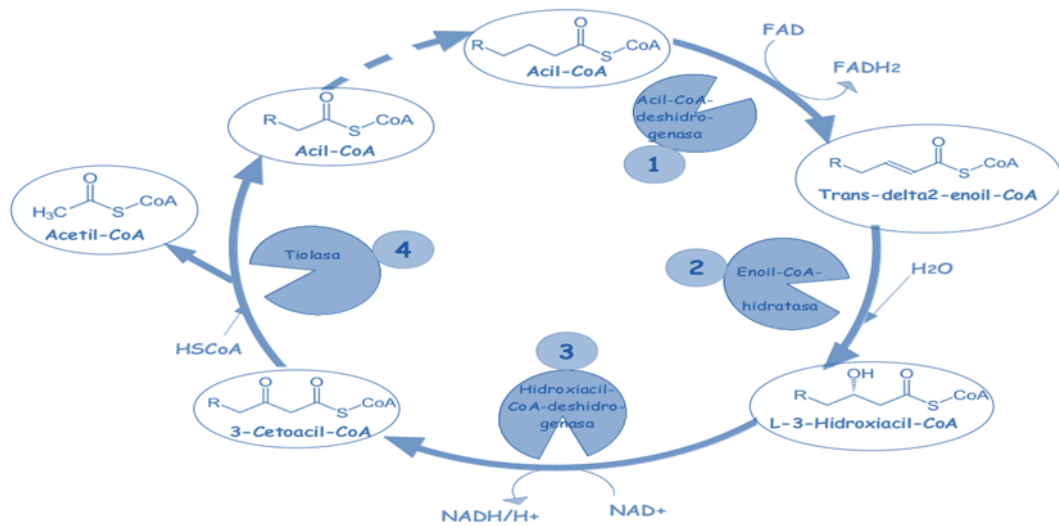 R
O
S
CoA
Acil-CoA
FAD
FADH2
Acil-CoA-
deshidro-
genasa
1
R
O
S
CoA
Trans-delta2-enoil-CoA
2
Enoil-CoA-
hidratasa
H2O
OH
O
R
S
CoA
L-3-Hidroxiacil-CoA
3
Hidroxiacil-
CoA-deshidro-
genasa
NAD+
NADH/H+
O
O
R
S
CoA
3-Cetoacil-CoA
HSCoA
4
Tiolasa
O
H3C
S
CoA
Acetil-CoA
O
R
S
CoA
Acil-CoA